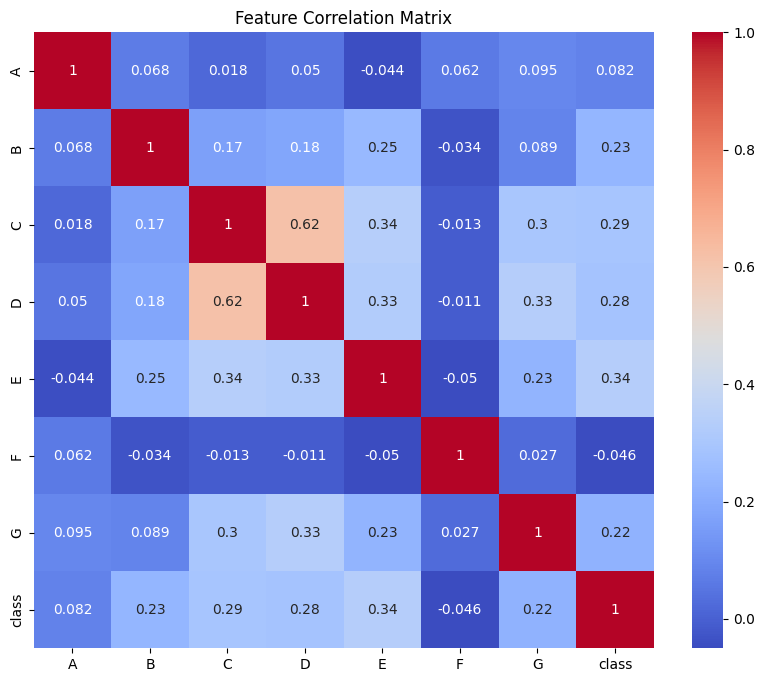 Feature Correlation Matrix
A 1 0.068 0.018 0.05 -0.044 0.062 0.095 0.082
B 0.068 1 0.17 0.18 0.25 -0.034 0.089 0.23
C 0.018 0.17 1 0.62 0.34 -0.013 0.3 0.29
D 0.05 0.18 0.62 1 0.33 -0.011 0.33 0.28
E -0.044 0.25 0.34 0.33 1 -0.05 0.23 0.34
F 0.062 -0.034 -0.013 -0.011 -0.05 1 0.027 -0.046
G 0.095 0.089 0.3 0.33 0.23 0.027 1 0.22
class 0.082 0.23 0.29 0.28 0.34 -0.046 0.22 1
A B C D E F G class
1.0
0.8
0.6
0.4
0.2
0.0